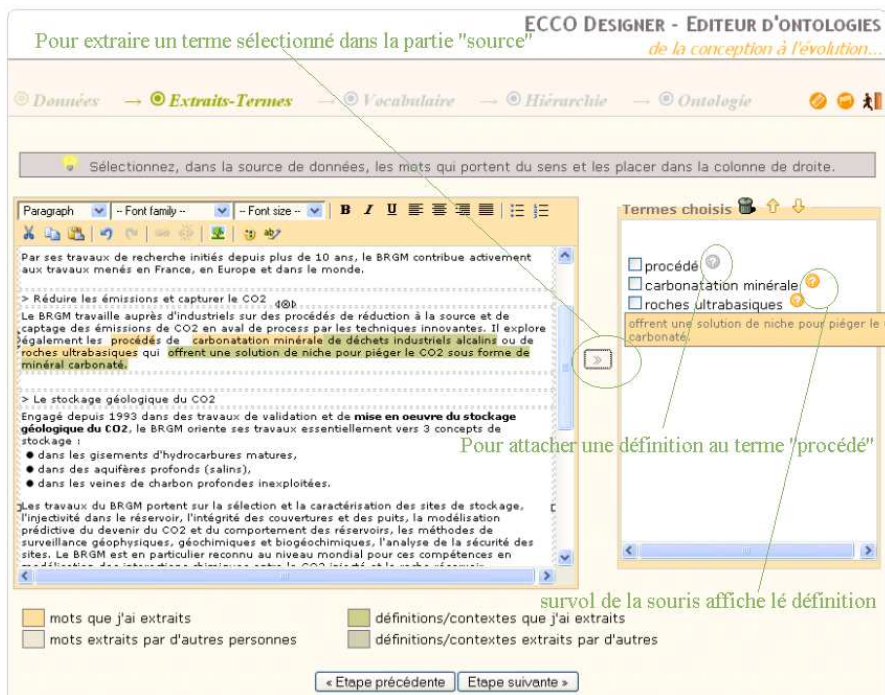 ECCO DESIGNER - EDITEUR D'ONTOLOGIES
Pour extraire un terme sélectionné dans la partie "source"
de la conception à l'évolution...
Données → Extraits-Termes → Vocabulaire → Hiérarchie → Ontologie
Sélectionnez, dans la source de données, les mots qui portent du sens et les placer dans la colonne de droite.
Paragraph -- Font family -- -- Font size -- B I U
Termes choisis
Par ses travaux de recherche initiés depuis plus de 10 ans, le BRGM contribue activement
aux travaux menés en France, en Europe et dans le monde.
> Réduire les émissions et capturer le CO2
Le BRGM travaille auprès d'industriels sur des procédés de réduction à la source et de
captage des émissions de CO2 en aval de process par les techniques innovantes. Il explore
également les procédés de carbonatation minérale de déchets industriels alcalins ou de
roches ultrabasiques qui offrent une solution de niche pour piéger le CO2 sous forme de
minéral carbonaté.
> Le stockage géologique du CO2
Engagé depuis 1993 dans des travaux de validation et de mise en oeuvre du stockage
géologique du CO2, le BRGM oriente ses travaux essentiellement vers 3 concepts de
stockage :
● dans les gisements d'hydrocarbures matures,
● dans des aquifères profonds (salins),
● dans les veines de charbon profondes inexploitées.
Les travaux du BRGM portent sur la sélection et la caractérisation des sites de stockage,
l'injectivité dans le réservoir, l'intégrité des couvertures et des puits, la modélisation
prédictive du devenir du CO2 et du comportement des réservoirs, les méthodes de
surveillance géophysiques, géochimiques et biogéochimiques, l'analyse de la sécurité des
sites. Le BRGM est en particulier reconnu au niveau mondial pour ces compétences en
procédé
carbonatation minérale
roches ultrabasiques
offrent une solution de niche pour piéger le
carbonaté.
»
Pour attacher une définition au terme "procédé"
survol de la souris affiche lé définition
mots que j'ai extraits
définitions/contextes que j'ai extraits
mots extraits par d'autres personnes
définitions/contextes extraits par d'autres
« Etape précédente
Etape suivante »